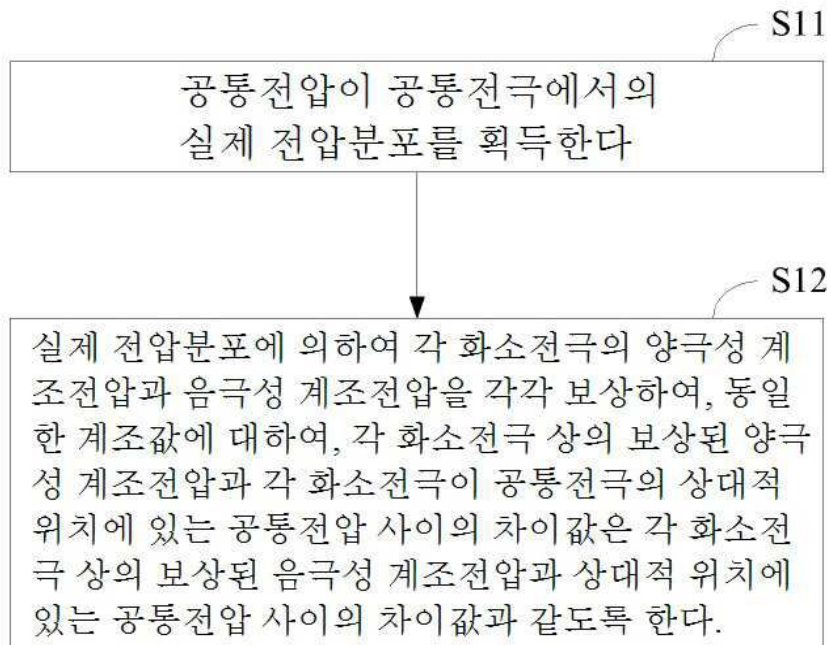 S11
공통전압이 공통전극에서의
실제 전압분포를 획득한다
S12
실제 전압분포에 의하여 각 화소전극의 양극성 계
조전압과 음극성 계조전압을 각각 보상하여, 동일
한 계조값에 대하여, 각 화소전극 상의 보상된 양극
성 계조전압과 각 화소전극이 공통전극의 상대적
위치에 있는 공통전압 사이의 차이값은 각 화소전
극 상의 보상된 음극성 계조전압과 상대적 위치에
있는 공통전압 사이의 차이값과 같도록 한다.